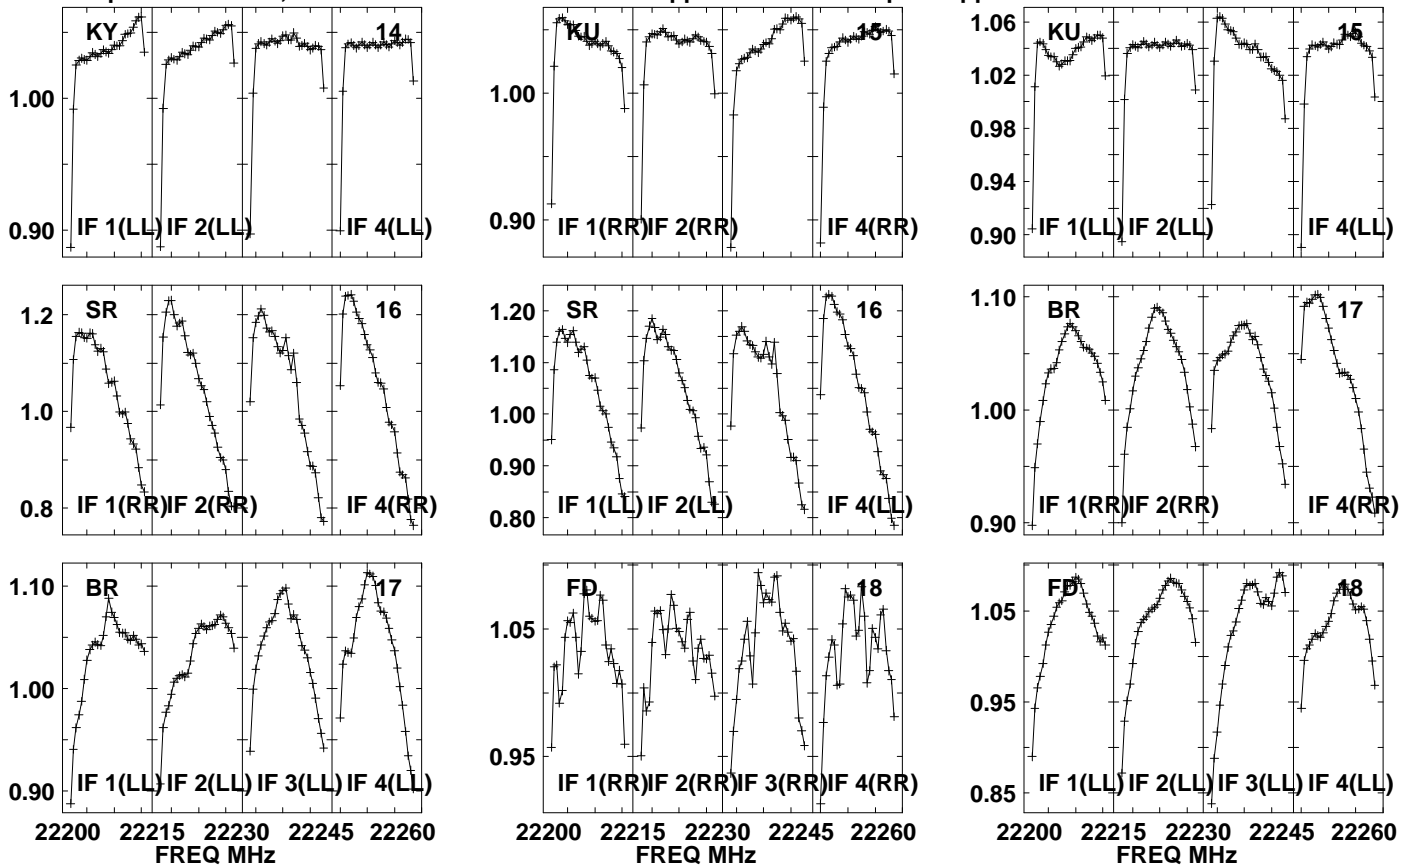 KY 14
1.00
0.90
IF 1(LL) IF 2(LL) IF 4(LL)
KU 15
1.00
0.90
IF 1(RR) IF 2(RR) IF 4(RR)
KU 15
1.06
1.02
0.98
0.94
0.90
IF 1(LL) IF 2(LL) IF 4(LL)
SR 16
1.2
1.0
0.8
IF 1(RR) IF 2(RR) IF 4(RR)
SR 16
1.20
1.10
1.00
0.90
0.80
IF 1(LL) IF 2(LL) IF 4(LL)
BR 17
1.10
1.00
0.90
IF 1(RR) IF 2(RR) IF 4(RR)
BR 17
1.10
1.00
0.90
IF 1(LL) IF 2(LL) IF 3(LL) IF 4(LL)
22200 22215 22230 22245 22260
FREQ MHz
FD 18
1.05
0.95
IF 1(RR) IF 2(RR) IF 3(RR) IF 4(RR)
22200 22215 22230 22245 22260
FREQ MHz
FD 18
1.05
0.95
0.85
IF 1(LL) IF 2(LL) IF 3(LL) IF 4(LL)
22200 22215 22230 22245 22260
FREQ MHz